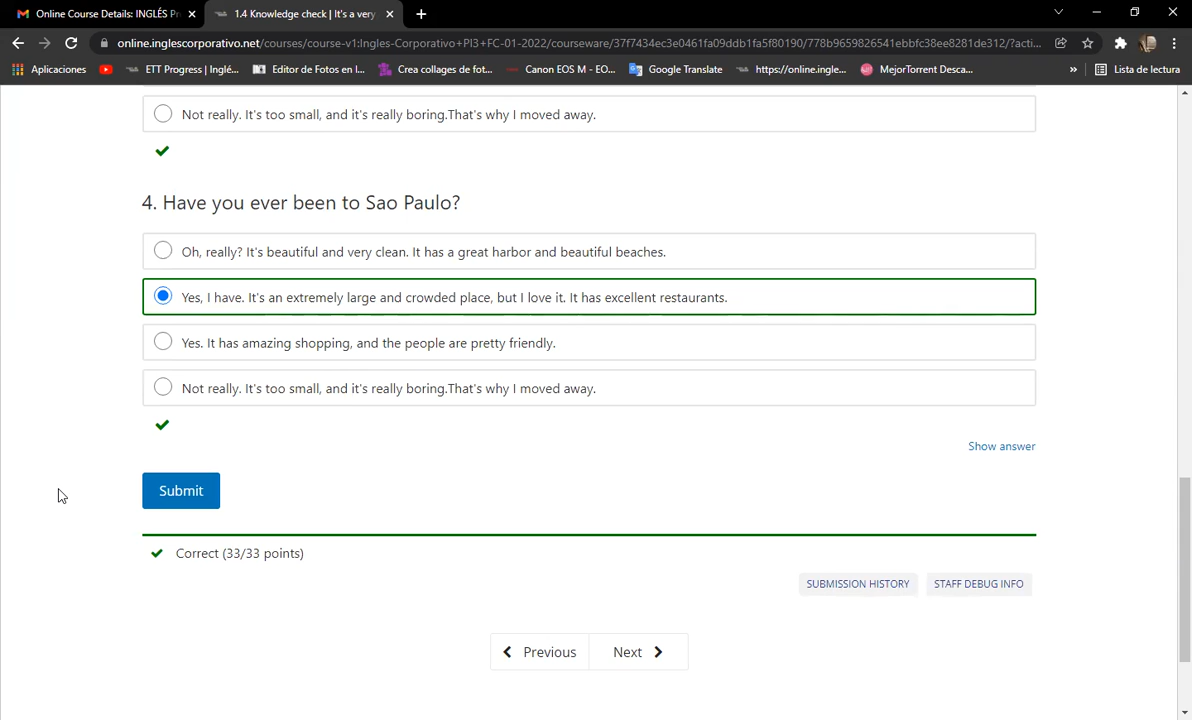 Online Course Details: INGLÉS Pr
1.4 Knowledge check | It's a very
online.inglescorporativo.net/courses/course-v1:Ingles-Corporativo+PI3+FC-01-2022/courseware/37f7434ec3e0461fa09ddb1fa5f80190/778b9659826541ebbfc38ee8281de312/?acti...
Aplicaciones
ETT Progress | Inglé...
Editor de Fotos en l...
Crea collages de fot...
Canon EOS M - EO...
Google Translate
https://online.ingle...
MejorTorrent Desca...
»
Lista de lectura
Not really. It's too small, and it's really boring.That's why I moved away.
4. Have you ever been to Sao Paulo?
Oh, really? It's beautiful and very clean. It has a great harbor and beautiful beaches.
Yes, I have. It's an extremely large and crowded place, but I love it. It has excellent restaurants.
Yes. It has amazing shopping, and the people are pretty friendly.
Not really. It's too small, and it's really boring.That's why I moved away.
Show answer
Submit
Correct (33/33 points)
SUBMISSION HISTORY
STAFF DEBUG INFO
Previous
Next